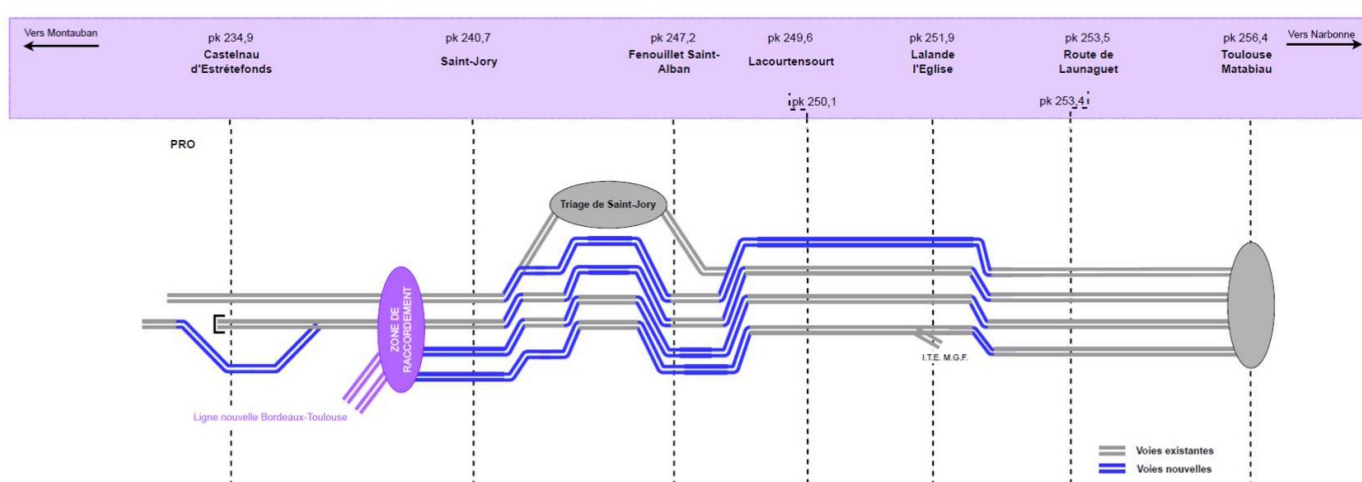 Vers Montauban
pk 234,9
Castelnau
d'Estrétefonds
pk 240,7
Saint-Jory
pk 247,2
Fenouillet Saint-
Alban
pk 249,6
Lacourtensourt
pk 250,1
pk 251,9
Lalande
l'Eglise
pk 253,5
Route de
Launaguet
pk 253,4
pk 256,4
Toulouse
Matabiau
Vers Narbonne
PRO
Triage de Saint-Jory
ZONE DE
RACCORDEMENT
I.T.E. M.G.F.
Ligne nouvelle Bordeaux-Toulouse
Voies existantes
Voies nouvelles